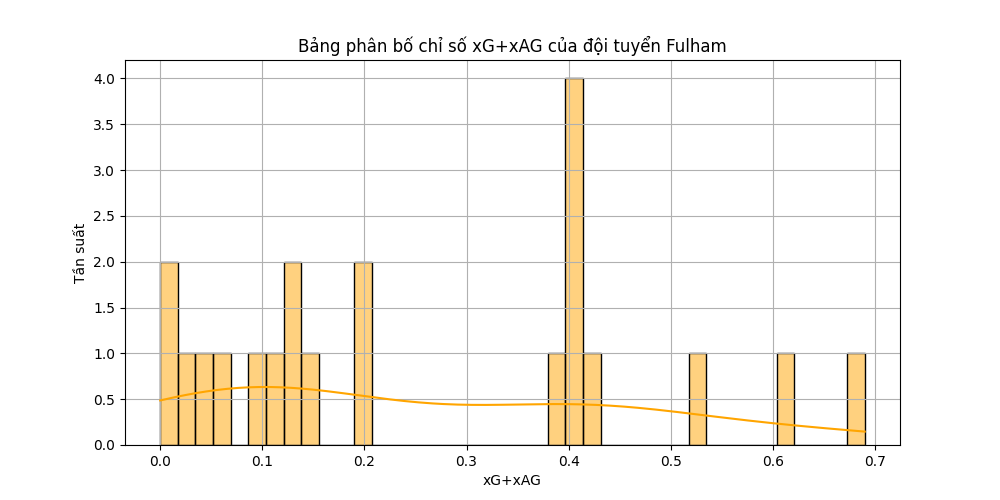 Bảng phân bố chỉ số xG+xAG của đội tuyển Fulham
4.0
3.5
3.0
2.5
2.0
1.5
1.0
0.5
0.0
Tần suất
0.0 0.1 0.2 0.3 0.4 0.5 0.6 0.7
xG+xAG